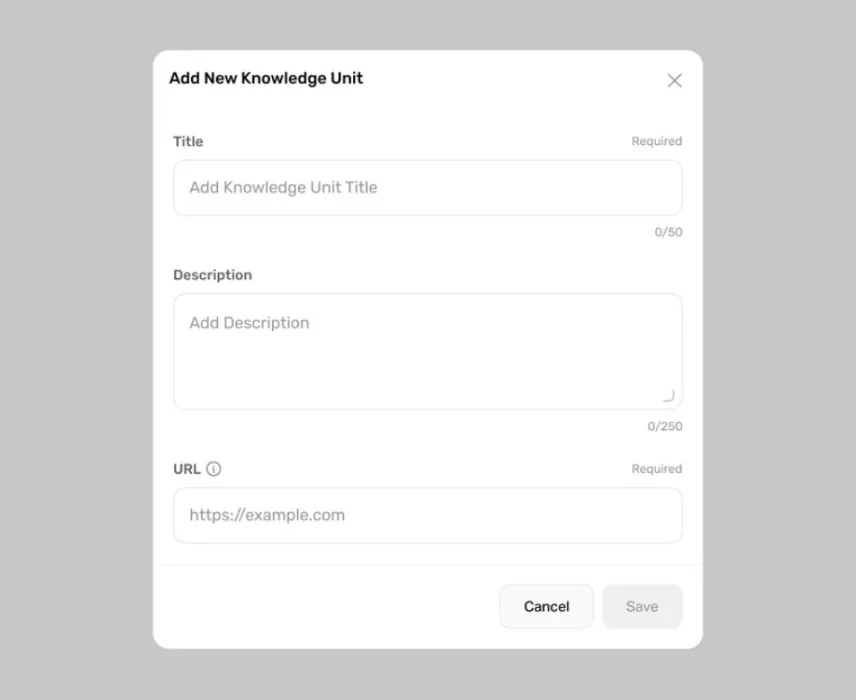 Add New Knowledge Unit
Title Required
Add Knowledge Unit Title
0/50
Description
Add Description
0/250
URL Required
https://example.com
Cancel Save